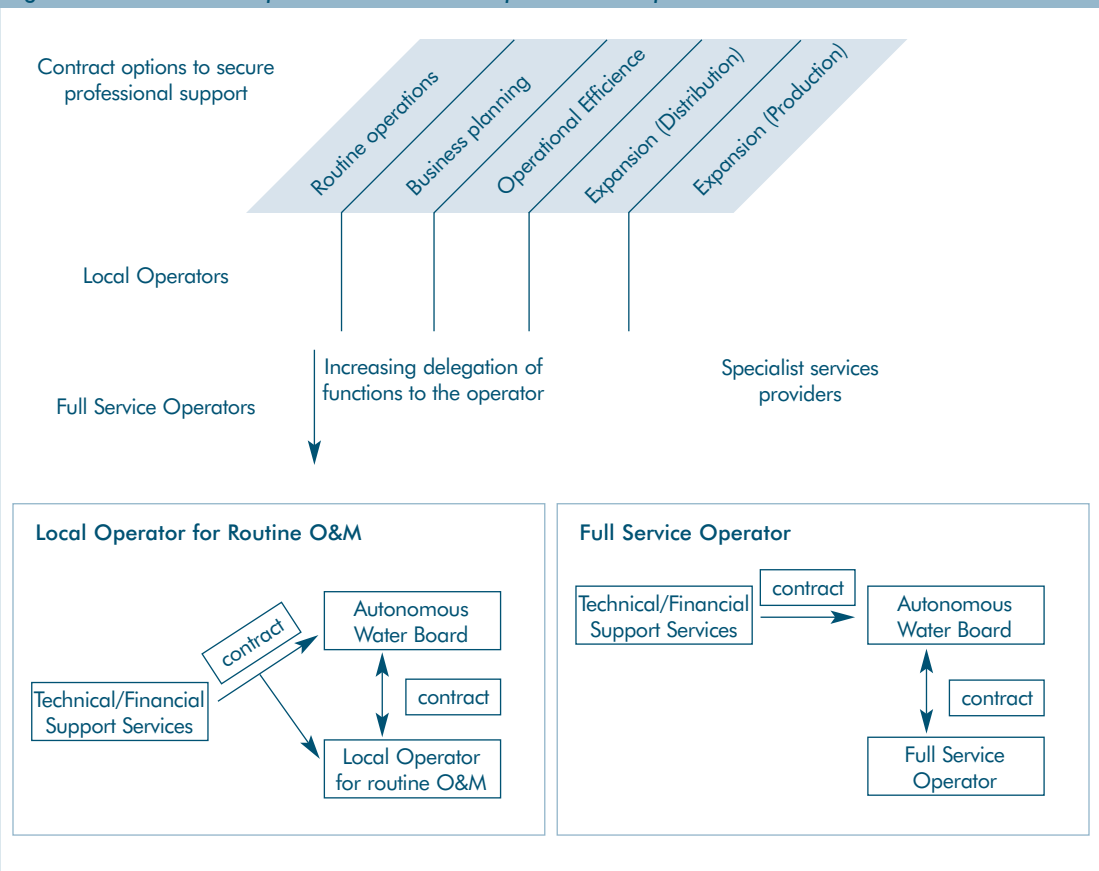 Contract options to secure
professional support
Routine operations
Business planning
Operational Efficience
Expansion (Distribution)
Expansion (Production)
Local Operators
Increasing delegation of
functions to the operator
Specialist services
providers
Full Service Operators
Local Operator for Routine O&M
contract
Autonomous
Water Board
Technical/Financial
Support Services
contract
Local Operator
for routine O&M
Full Service Operator
Technical/Financial
Support Services
contract
Autonomous
Water Board
contract
Full Service
Operator